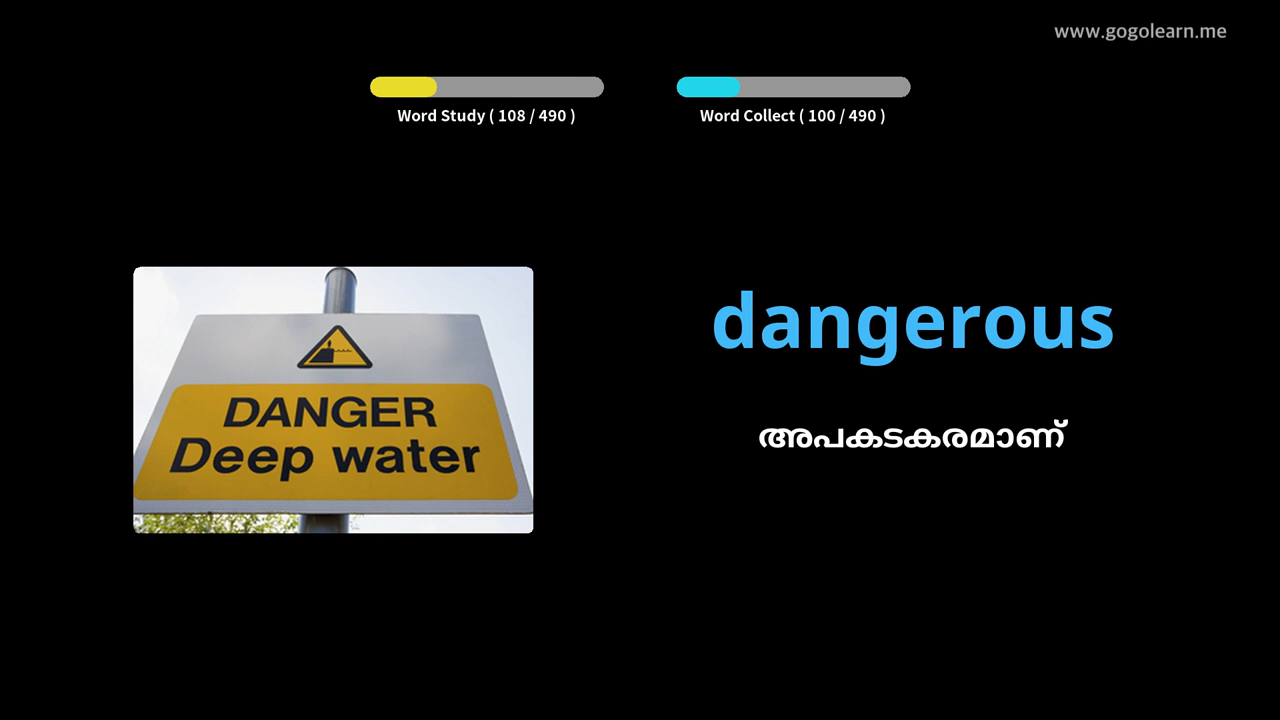 www.gogolearn.me
Word Study ( 108 / 490 )
Word Collect ( 100 / 490 )
DANGER
Deep water
dangerous
അപകടകരമാണ്